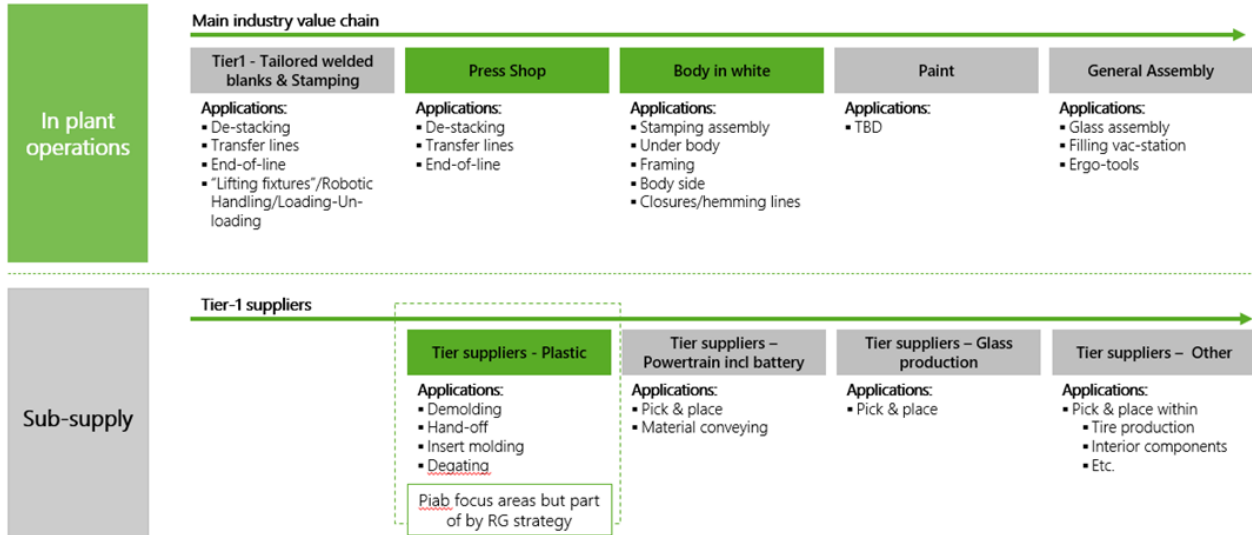 In plant
operations
Main industry value chain
Tier1 - Tailored welded
blanks & Stamping
Applications:
▪ De-stacking
▪ Transfer lines
▪ End-of-line
▪ "Lifting fixtures"/Robotic
Handling/Loading-Un-
loading
Press Shop
Applications:
▪ De-stacking
▪ Transfer lines
▪ End-of-line
Body in white
Applications:
▪ Stamping assembly
▪ Under body
▪ Framing
▪ Body side
▪ Closures/hemming lines
Paint
Applications:
▪ TBD
General Assembly
Applications:
▪ Glass assembly
▪ Filling vac-station
▪ Ergo-tools
Sub-supply
Tier-1 suppliers
Tier suppliers - Plastic
Applications:
▪ Demolding
▪ Hand-off
▪ Insert molding
▪ Degating
Piab focus areas but part
of by RG strategy
Tier suppliers –
Powertrain incl battery
Applications:
▪ Pick & place
▪ Material conveying
Tier suppliers – Glass
production
Applications:
▪ Pick & place
Tier suppliers – Other
Applications:
▪ Pick & place within
▪ Tire production
▪ Interior components
▪ Etc.